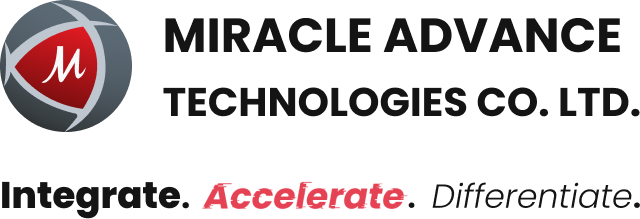 M
MIRACLE ADVANCE
TECHNOLOGIES CO. LTD.
Integrate. Accelerate. Differentiate.